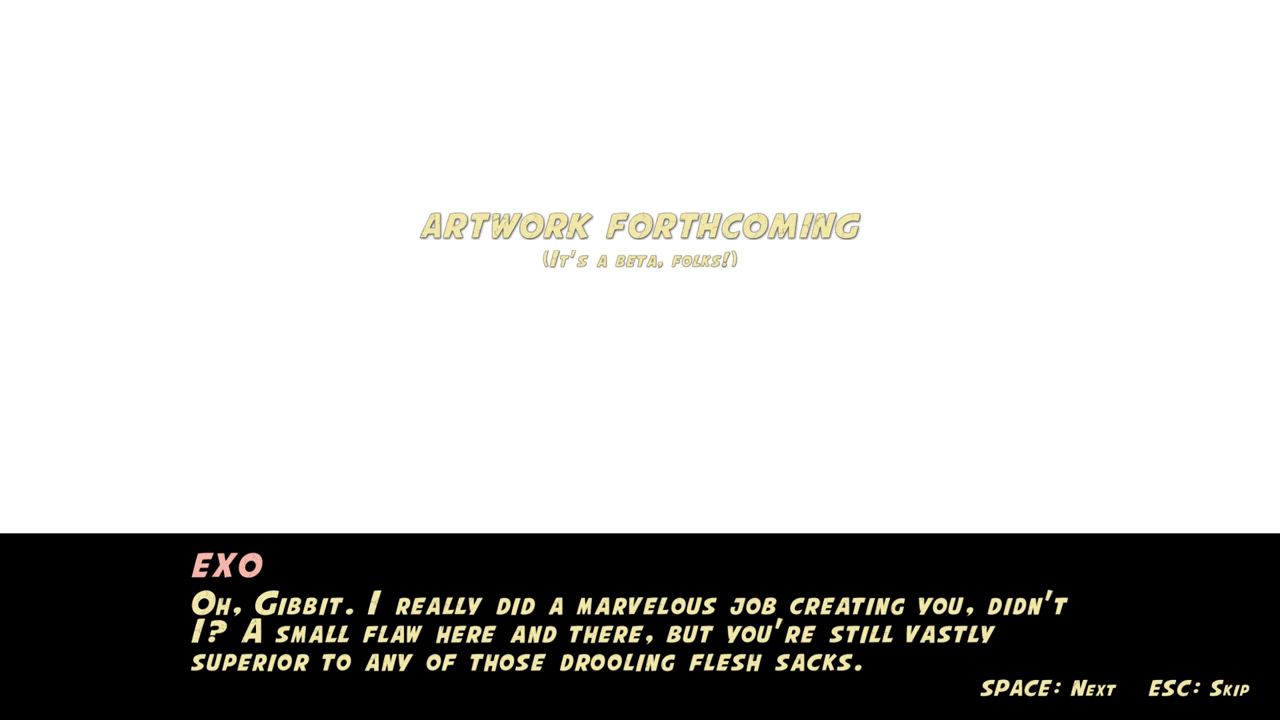 ARTWORK FORTHCOMING
(It's a beta, folks!)
EXO
Oh, Gibbit. I really did a marvelous job creating you, didn't
I? A small flaw here and there, but you're still vastly
superior to any of those drooling flesh sacks.
SPACE: Next ESC: Skip